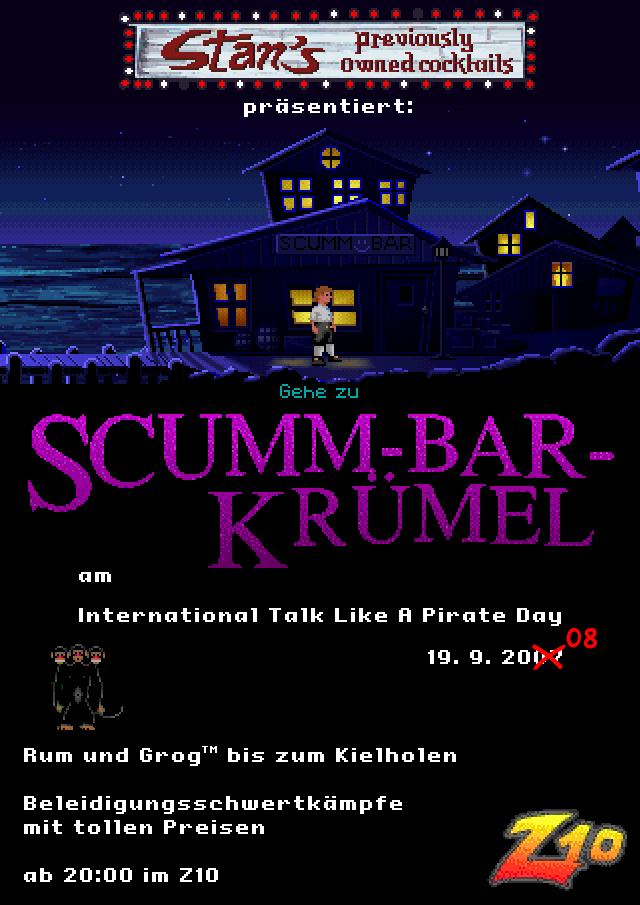 Stan's
previously
owned cocktails
präsentiert:
SCUMM BAR
Gehe zu
SCUMM-BAR-
KRÜMEL
am
International Talk Like A Pirate Day
08
19. 9. 2007
Rum und Grog™ bis zum Kielholen
Beleidigungsschwertkämpfe
mit tollen Preisen
ab 20:00 im Z10
Z10